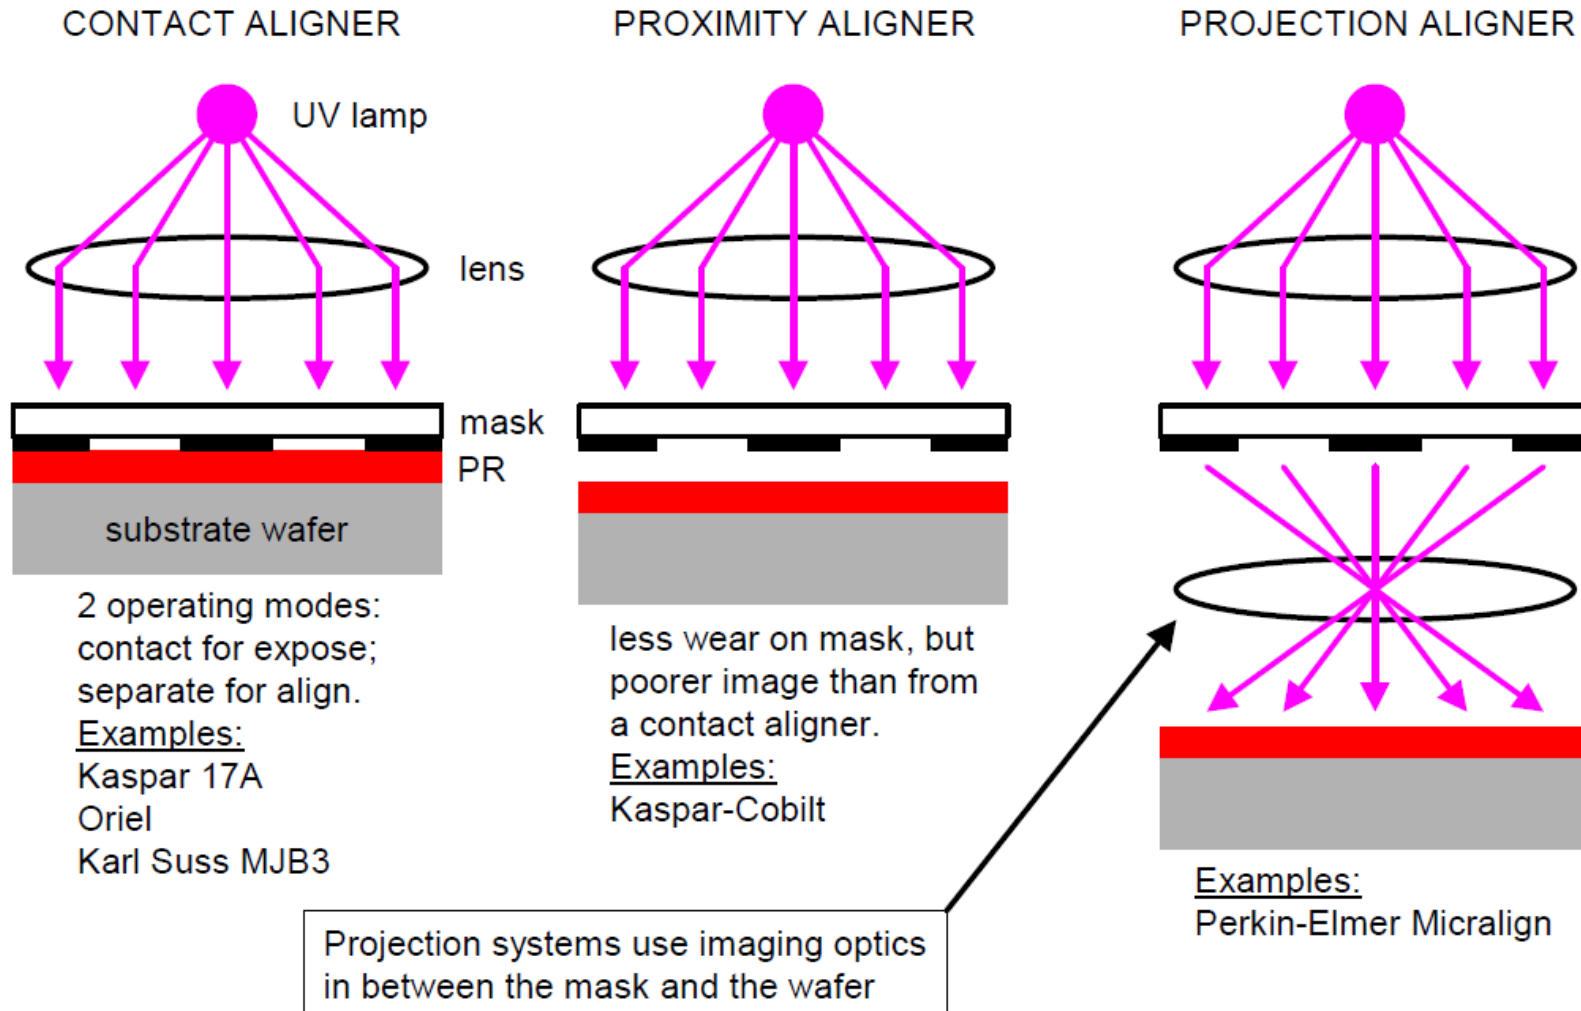 CONTACT ALIGNER
PROXIMITY ALIGNER
PROJECTION ALIGNER
UV lamp
lens
mask
PR
substrate wafer
2 operating modes:
contact for expose;
separate for align.
Examples:
Kaspar 17A
Oriel
Karl Suss MJB3
less wear on mask, but
poorer image than from
a contact aligner.
Examples:
Kaspar-Cobilt
Examples:
Perkin-Elmer Micralign
Projection systems use imaging optics
in between the mask and the wafer